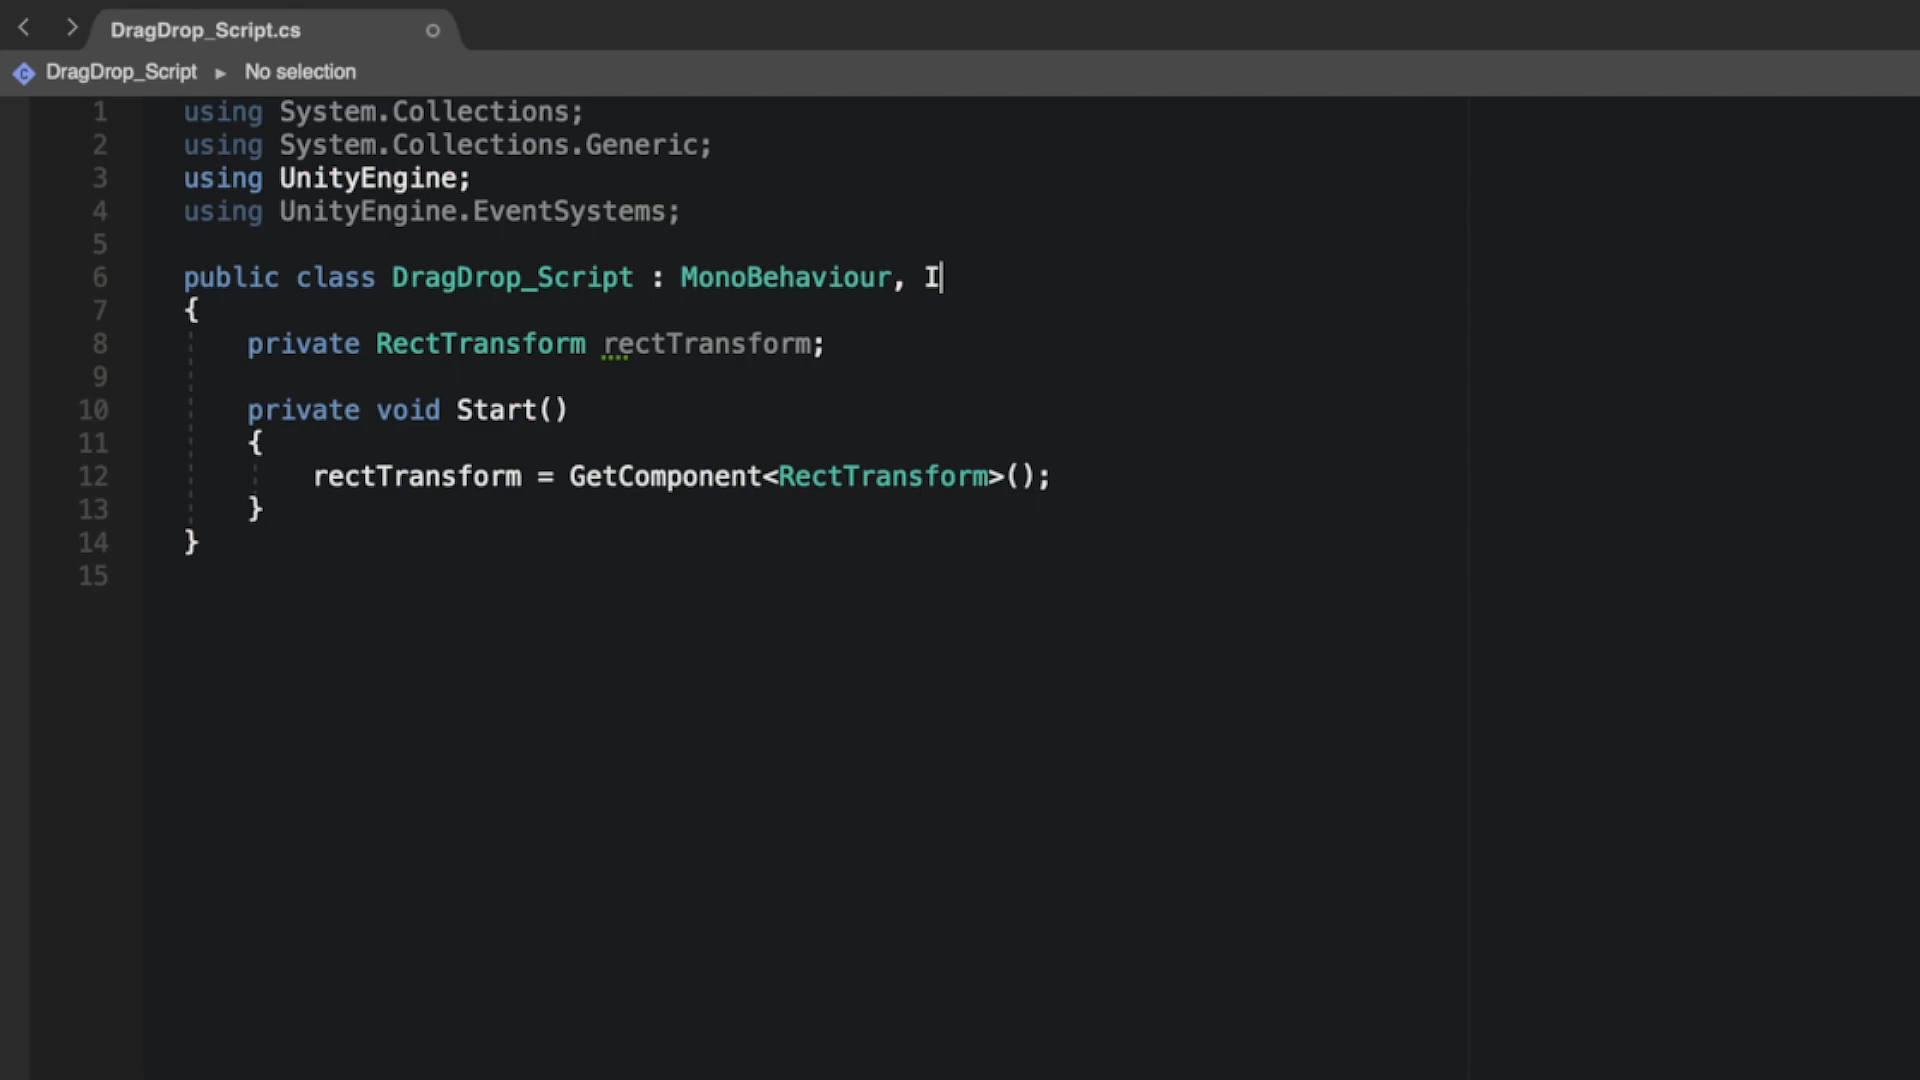 DragDrop_Script.cs
DragDrop_Script ▸ No selection
1 using System.Collections;
2 using System.Collections.Generic;
3 using UnityEngine;
4 using UnityEngine.EventSystems;
5
6 public class DragDrop_Script : MonoBehaviour, I
7 {
8     private RectTransform rectTransform;
9
10     private void Start()
11     {
12         rectTransform = GetComponent<RectTransform>();
13     }
14 }
15